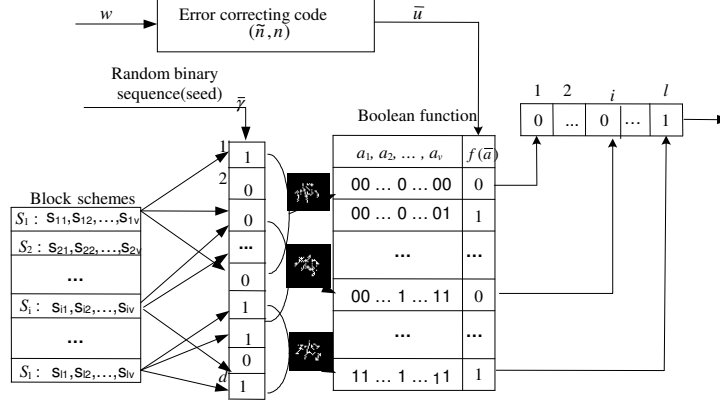 w
Error correcting code
(ñ, n)
ū
Random binary
sequence(seed)
γ̄
Boolean function
1 2 i l
0 ... 0 ... 1
a₁, a₂, ... , aᵥ f(ā)
00 ... 0 ... 00 0
00 ... 0 ... 01 1
... ...
00 ... 1 ... 11 0
... ...
11 ... 1 ... 11 1
1
1
2
0
0
...
0
1
1
0
d
1
Block schemes
S₁ : s₁₁,s₁₂,...,s₁ᵥ
S₂ : s₂₁,s₂₂,...,s₂ᵥ
...
Sᵢ : sᵢ₁,sᵢ₂,...,sᵢᵥ
...
Sₗ : sₗ₁,sₗ₂,...,sₗᵥ